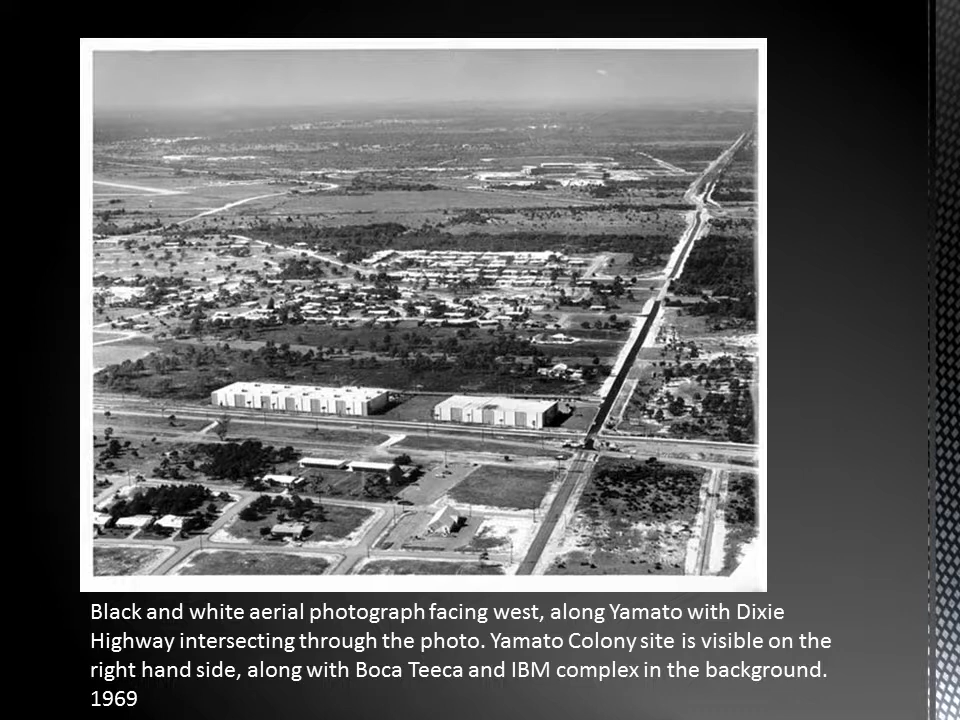 Black and white aerial photograph facing west, along Yamato with Dixie
Highway intersecting through the photo. Yamato Colony site is visible on the
right hand side, along with Boca Teeca and IBM complex in the background.
1969